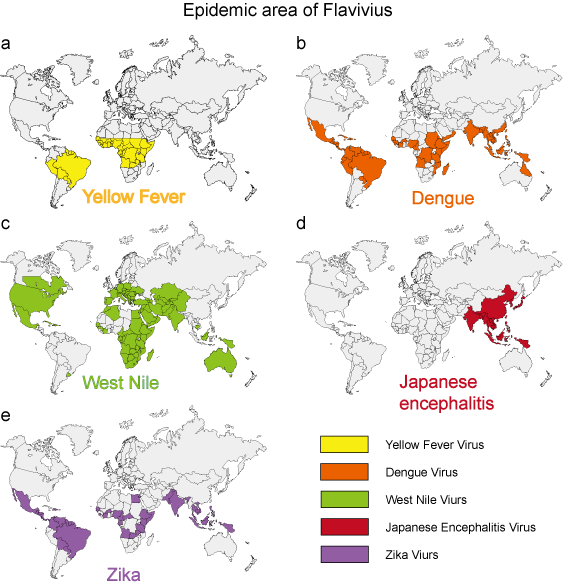 Epidemic area of Flavivius
a
b
Yellow Fever
Dengue
c
d
West Nile
Japanese
encephalitis
e
Yellow Fever Virus
Dengue Virus
West Nile Viurs
Japanese Encephalitis Virus
Zika Viurs
Zika